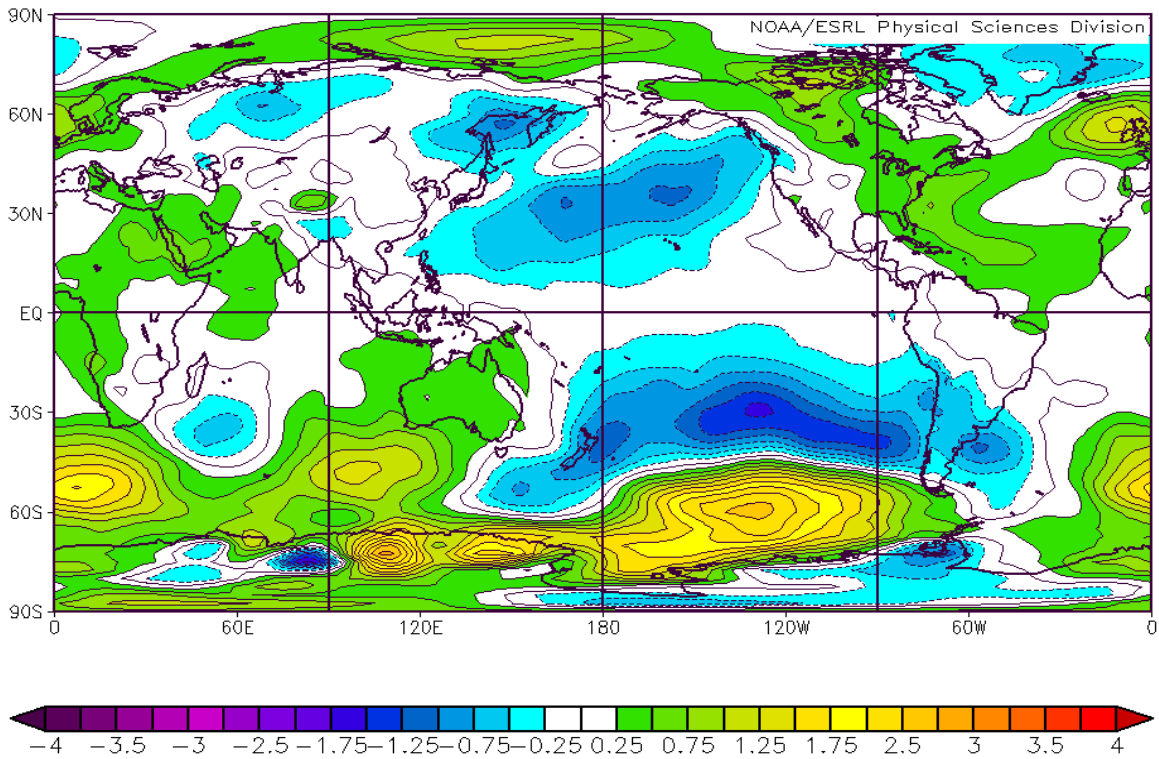 90N
NOAA/ESRL Physical Sciences Division
60N
30N
EQ
30S
60S
90S
0 60E 120E 180 120W 60W 0
−4 −3.5 −3 −2.5 −1.75 −1.25 −0.75 −0.25 0.25 0.75 1.25 1.75 2.5 3 3.5 4